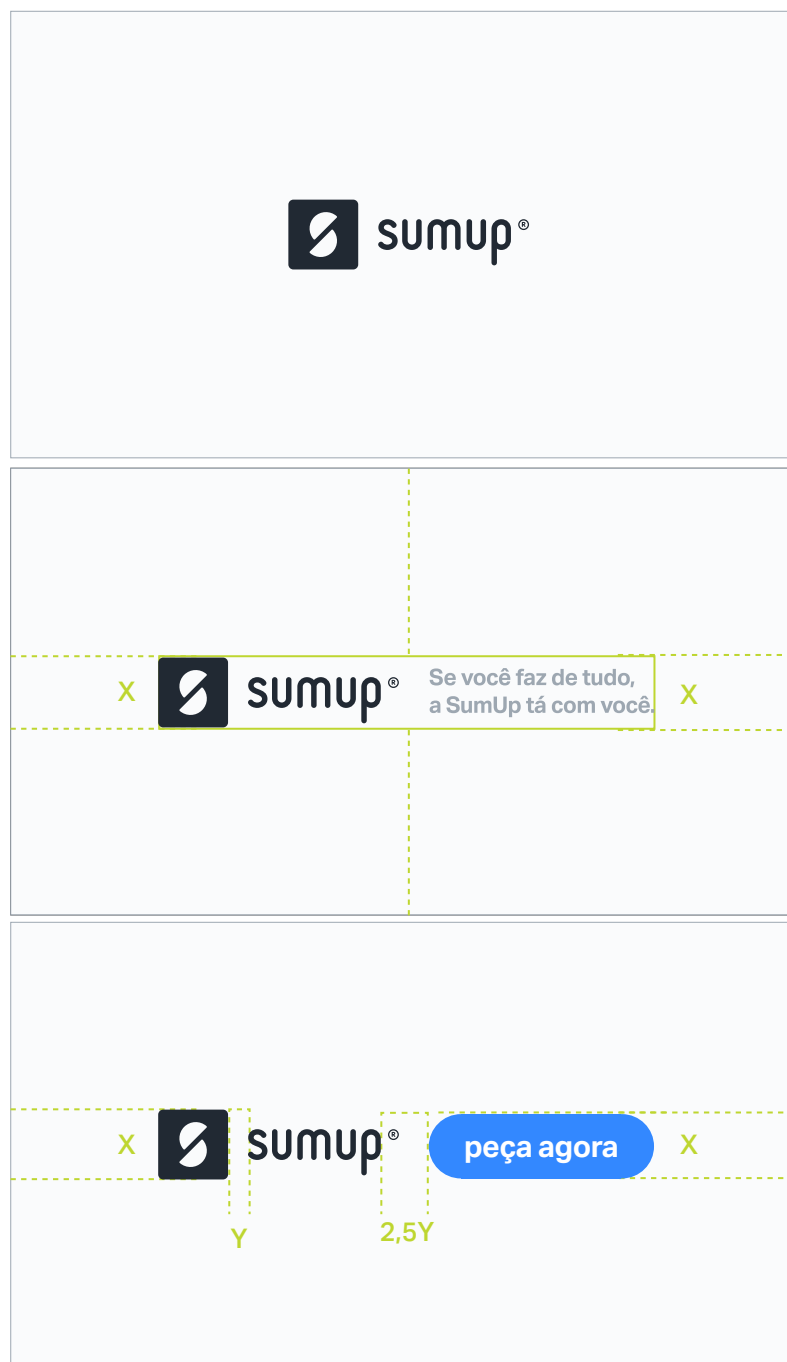 sumup®
X
sumup®
Se você faz de tudo,
a SumUp tá com você.
X
X
sumup®
peça agora
X
Y
2,5Y